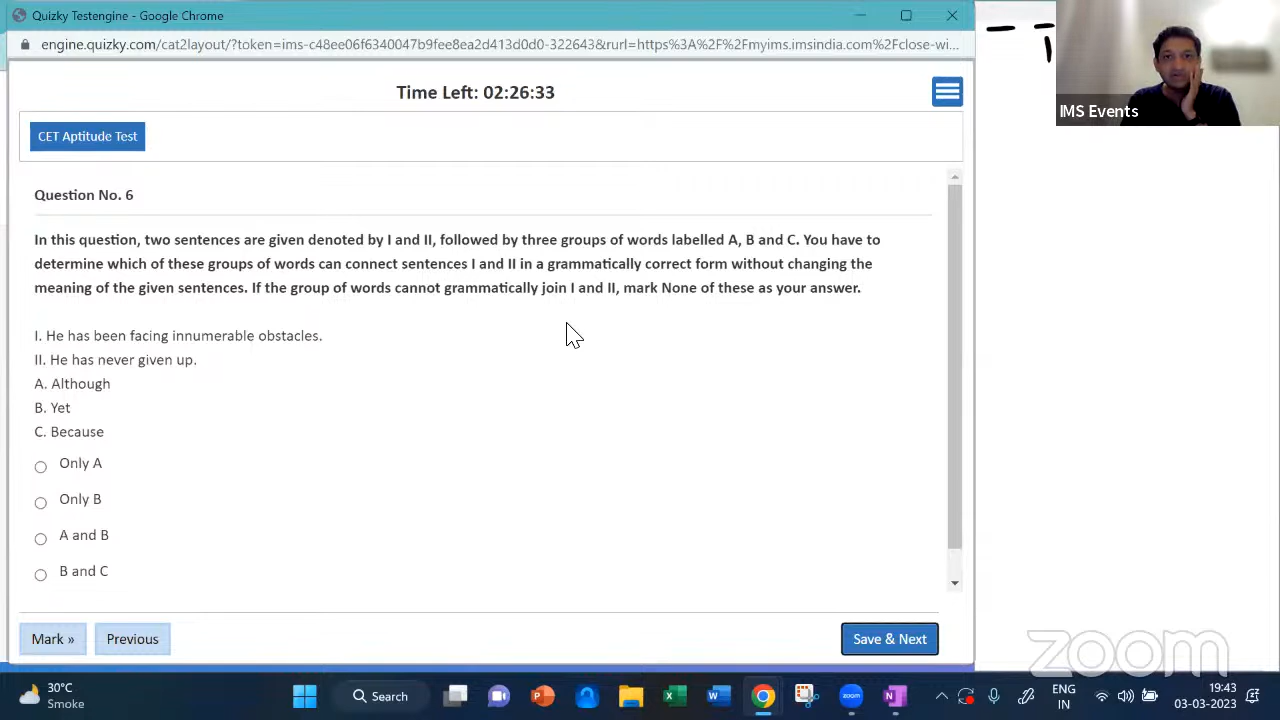 Quizky Testengine - Google Chrome
engine.quizky.com/cat2layout/?token=ims-c48ec06f6340047b9fee8ea2d413d0d0-322643&rurl=https%3A%2F%2Fmyims.imsindia.com%2Fclose-wi...
Time Left: 02:26:33
IMS Events
CET Aptitude Test
Question No. 6
In this question, two sentences are given denoted by I and II, followed by three groups of words labelled A, B and C. You have to
determine which of these groups of words can connect sentences I and II in a grammatically correct form without changing the
meaning of the given sentences. If the group of words cannot grammatically join I and II, mark None of these as your answer.
I. He has been facing innumerable obstacles.
II. He has never given up.
A. Although
B. Yet
C. Because
Only A
Only B
A and B
B and C
Mark »
Previous
Save & Next
zoom
30°C
Smoke
Search
zoom
ENG
IN
19:43
03-03-2023